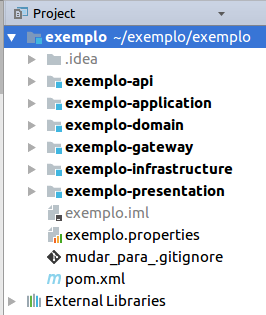 Project
exemplo ~/exemplo/exemplo
.idea
exemplo-api
exemplo-application
exemplo-domain
exemplo-gateway
exemplo-infrastructure
exemplo-presentation
exemplo.iml
exemplo.properties
mudar_para_.gitignore
pom.xml
External Libraries